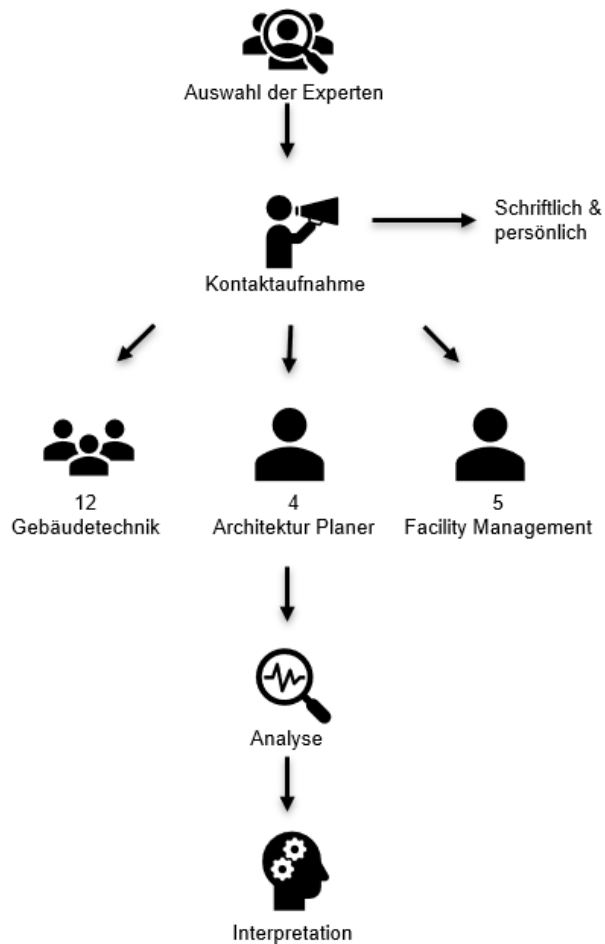 Auswahl der Experten
Schriftlich &
persönlich
Kontaktaufnahme
12
Gebäudetechnik
4
Architektur Planer
5
Facility Management
Analyse
Interpretation